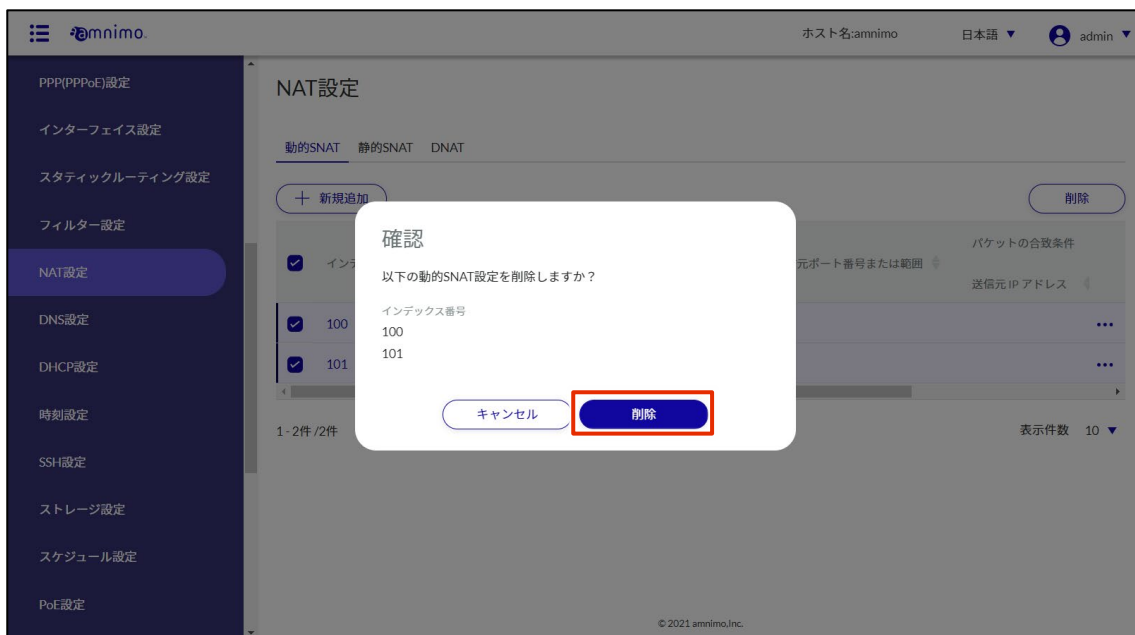 amnimo.
ホスト名:amnimo
日本語 ▼
admin ▼
PPP(PPPoE)設定
インターフェイス設定
スタティックルーティング設定
フィルター設定
NAT設定
DNS設定
DHCP設定
時刻設定
SSH設定
ストレージ設定
スケジュール設定
PoE設定
NAT設定
動的SNAT 静的SNAT DNAT
+ 新規追加
削除
パケットの合致条件
元ポート番号または範囲
送信元 IP アドレス
100
101
1 - 2件 /2件
表示件数 10 ▼
確認
以下の動的SNAT設定を削除しますか？
インデックス番号
100
101
キャンセル
削除
© 2021 amnimo,Inc.